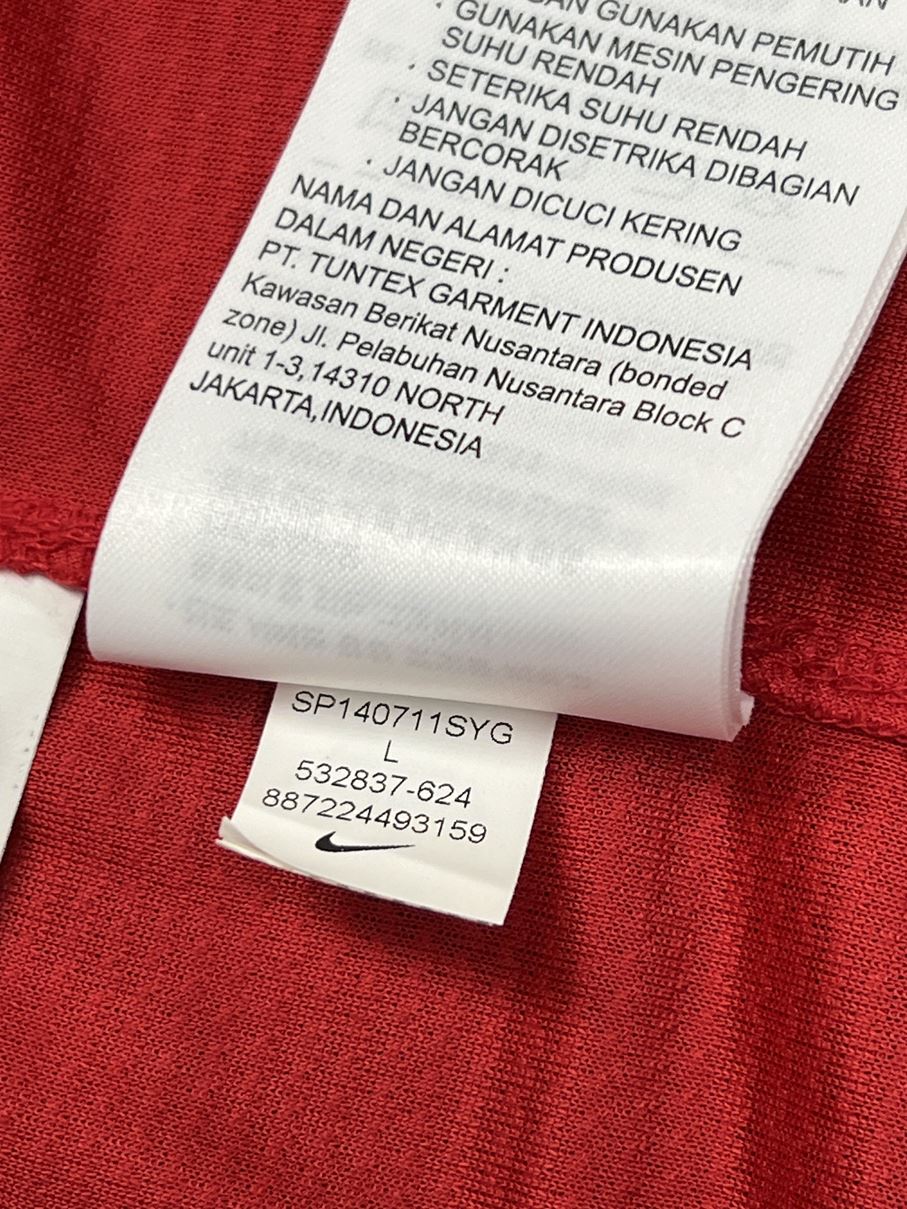 GUNAKAN PEMUTIH
· GUNAKAN MESIN PENGERING
SUHU RENDAH
· SETERIKA SUHU RENDAH
· JANGAN DISETRIKA DIBAGIAN
BERCORAK
· JANGAN DICUCI KERING
NAMA DAN ALAMAT PRODUSEN
DALAM NEGERI :
PT. TUNTEX GARMENT INDONESIA
Kawasan Berikat Nusantara (bonded
zone) Jl. Pelabuhan Nusantara Block C
unit 1-3,14310 NORTH
JAKARTA,INDONESIA
SP140711SYG
L
532837-624
887224493159